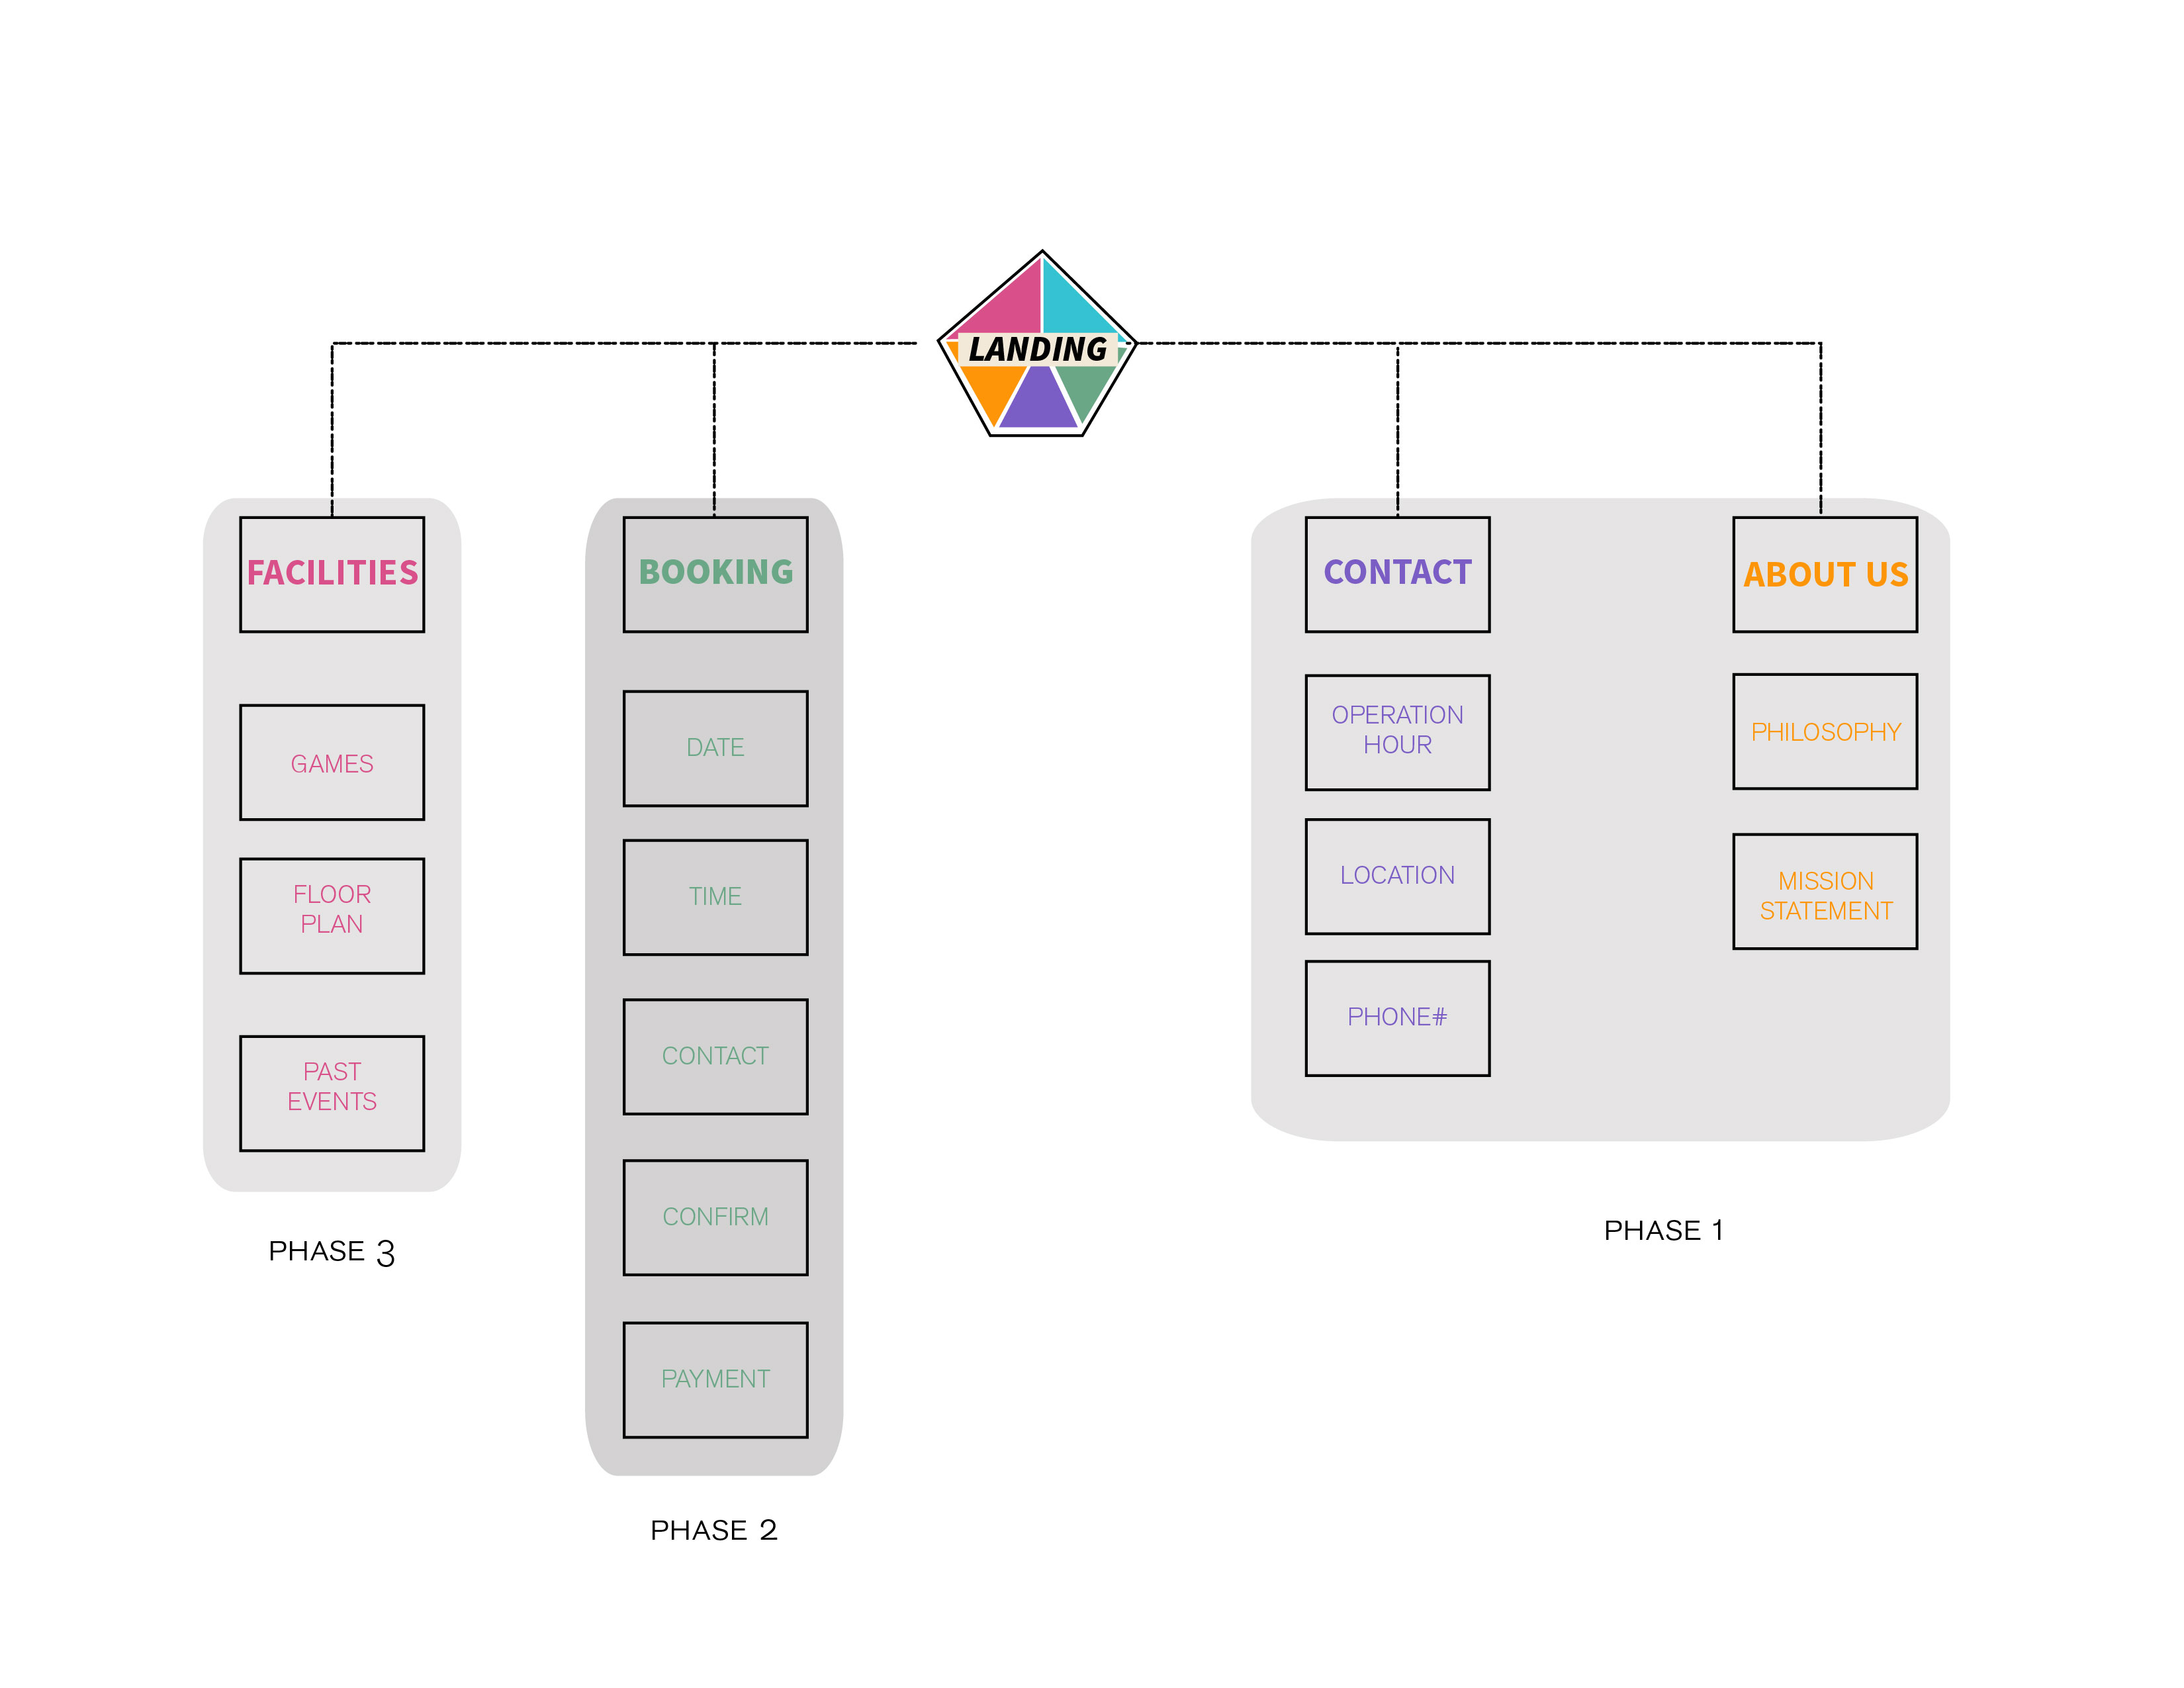 LANDING
FACILITIES
GAMES
FLOOR
PLAN
PAST
EVENTS
PHASE 3
BOOKING
DATE
TIME
CONTACT
CONFIRM
PAYMENT
PHASE 2
CONTACT
OPERATION
HOUR
LOCATION
PHONE#
ABOUT US
PHILOSOPHY
MISSION
STATEMENT
PHASE 1